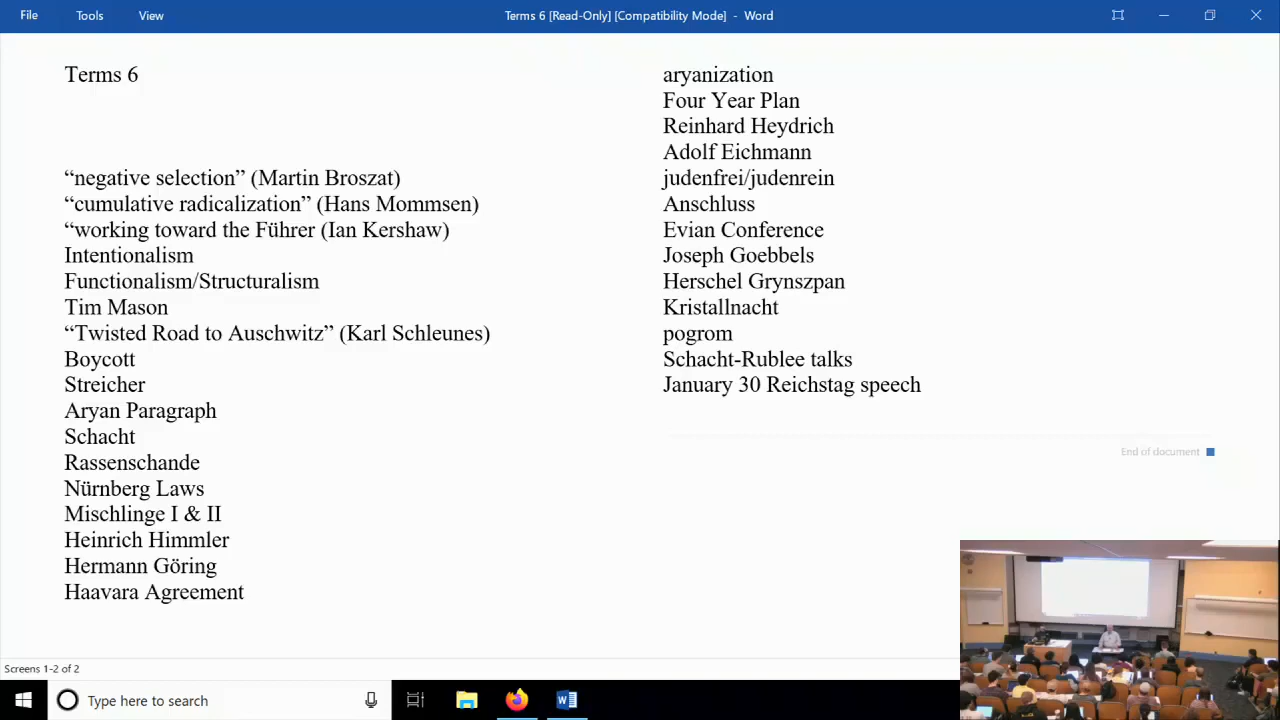 File
Tools
View
Terms 6 [Read-Only] [Compatibility Mode] - Word
Terms 6
“negative selection” (Martin Broszat)
“cumulative radicalization” (Hans Mommsen)
“working toward the Führer (Ian Kershaw)
Intentionalism
Functionalism/Structuralism
Tim Mason
“Twisted Road to Auschwitz” (Karl Schleunes)
Boycott
Streicher
Aryan Paragraph
Schacht
Rassenschande
Nürnberg Laws
Mischlinge I & II
Heinrich Himmler
Hermann Göring
Haavara Agreement
aryanization
Four Year Plan
Reinhard Heydrich
Adolf Eichmann
judenfrei/judenrein
Anschluss
Evian Conference
Joseph Goebbels
Herschel Grynszpan
Kristallnacht
pogrom
Schacht-Rublee talks
January 30 Reichstag speech
End of document
Screens 1-2 of 2
Type here to search